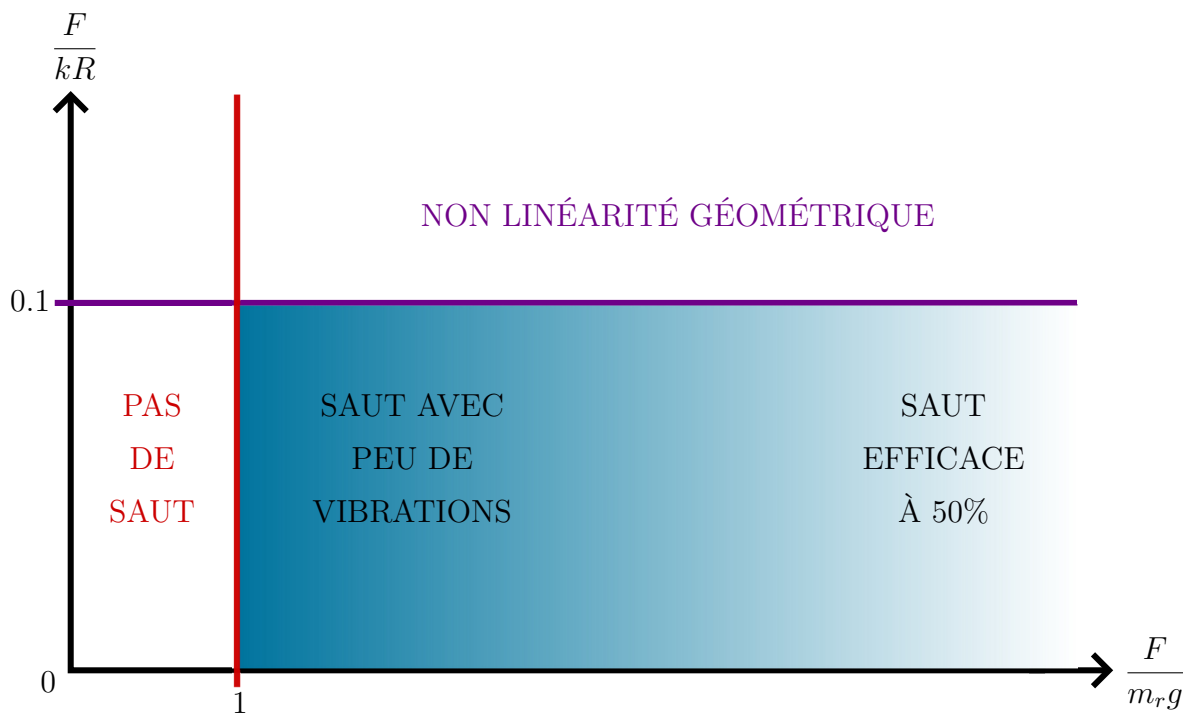 F
kR
NON LINÉARITÉ GÉOMÉTRIQUE
0.1
PAS
DE
SAUT
SAUT AVEC
PEU DE
VIBRATIONS
SAUT
EFFICACE
À 50%
0
1
F
m_r g